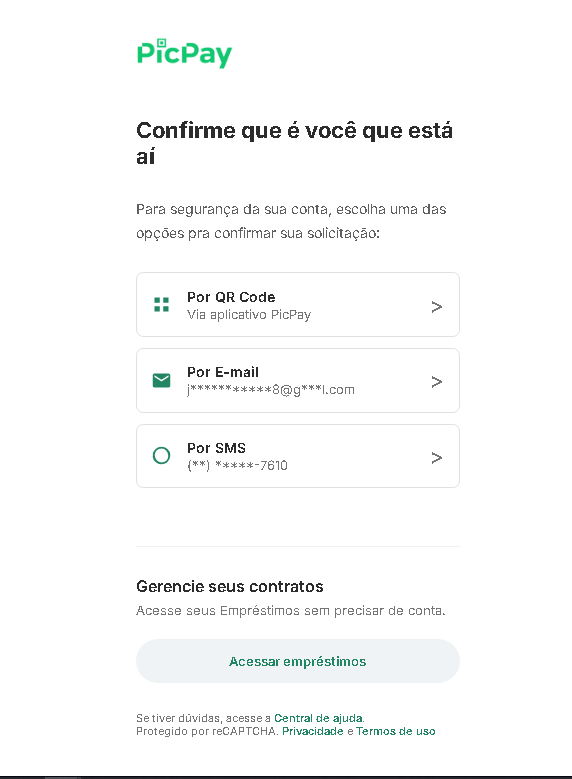 PicPay
Confirme que é você que está
aí
Para segurança da sua conta, escolha uma das
opções pra confirmar sua solicitação:
Por QR Code
Via aplicativo PicPay
>
Por E-mail
j***********8@g***l.com
>
Por SMS
(**) *****-7610
>
Gerencie seus contratos
Acesse seus Empréstimos sem precisar de conta.
Acessar empréstimos
Se tiver dúvidas, acesse a Central de ajuda.
Protegido por reCAPTCHA. Privacidade e Termos de uso